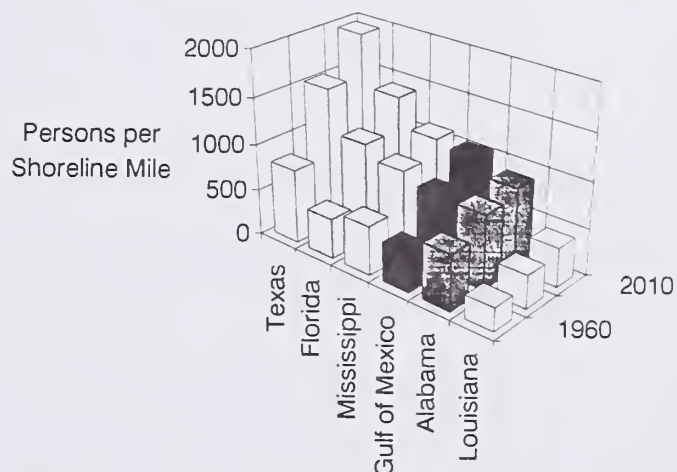 2000
1500
1000
500
0
Persons per
Shoreline Mile
Texas
Florida
Mississippi
Gulf of Mexico
Alabama
Louisiana
1960
2010